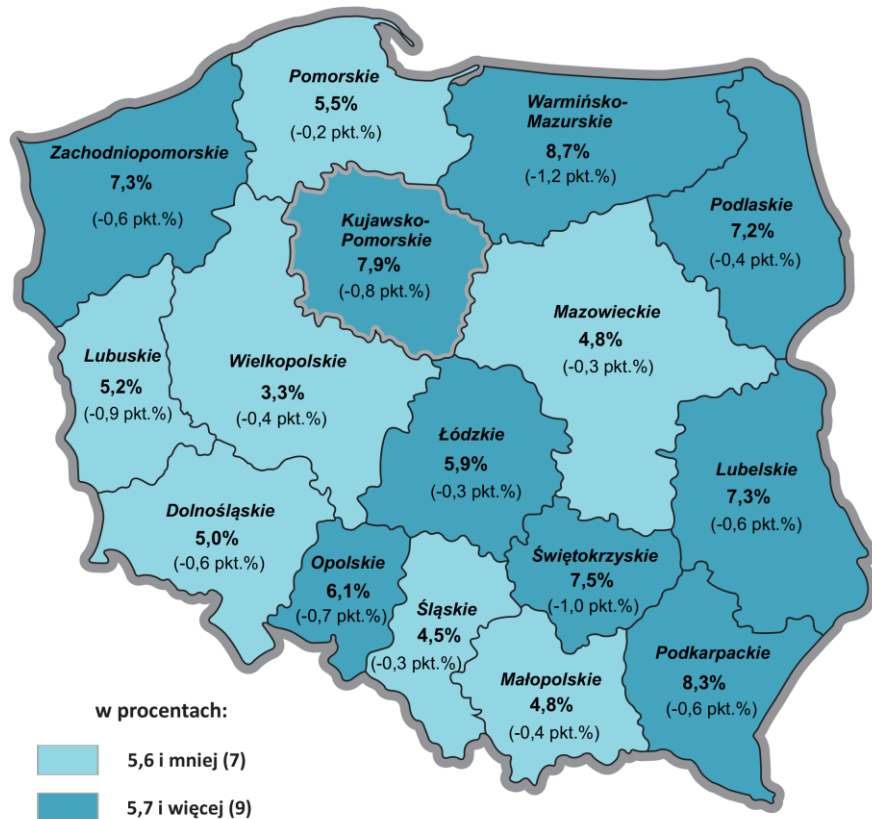 Pomorskie
5,5%
(-0,2 pkt.%)
Warmińsko-
Mazurskie
8,7%
(-1,2 pkt.%)
Zachodniopomorskie
7,3%
(-0,6 pkt.%)
Podlaskie
7,2%
(-0,4 pkt.%)
Kujawsko-
Pomorskie
7,9%
(-0,8 pkt.%)
Mazowieckie
4,8%
(-0,3 pkt.%)
Lubuskie
5,2%
(-0,9 pkt.%)
Wielkopolskie
3,3%
(-0,4 pkt.%)
Łódzkie
5,9%
(-0,3 pkt.%)
Lubelskie
7,3%
(-0,6 pkt.%)
Dolnośląskie
5,0%
(-0,6 pkt.%)
Opolskie
6,1%
(-0,7 pkt.%)
Świętokrzyskie
7,5%
(-1,0 pkt.%)
Śląskie
4,5%
(-0,3 pkt.%)
Małopolskie
4,8%
(-0,4 pkt.%)
Podkarpackie
8,3%
(-0,6 pkt.%)
w procentach:
5,6 i mniej (7)
5,7 i więcej (9)